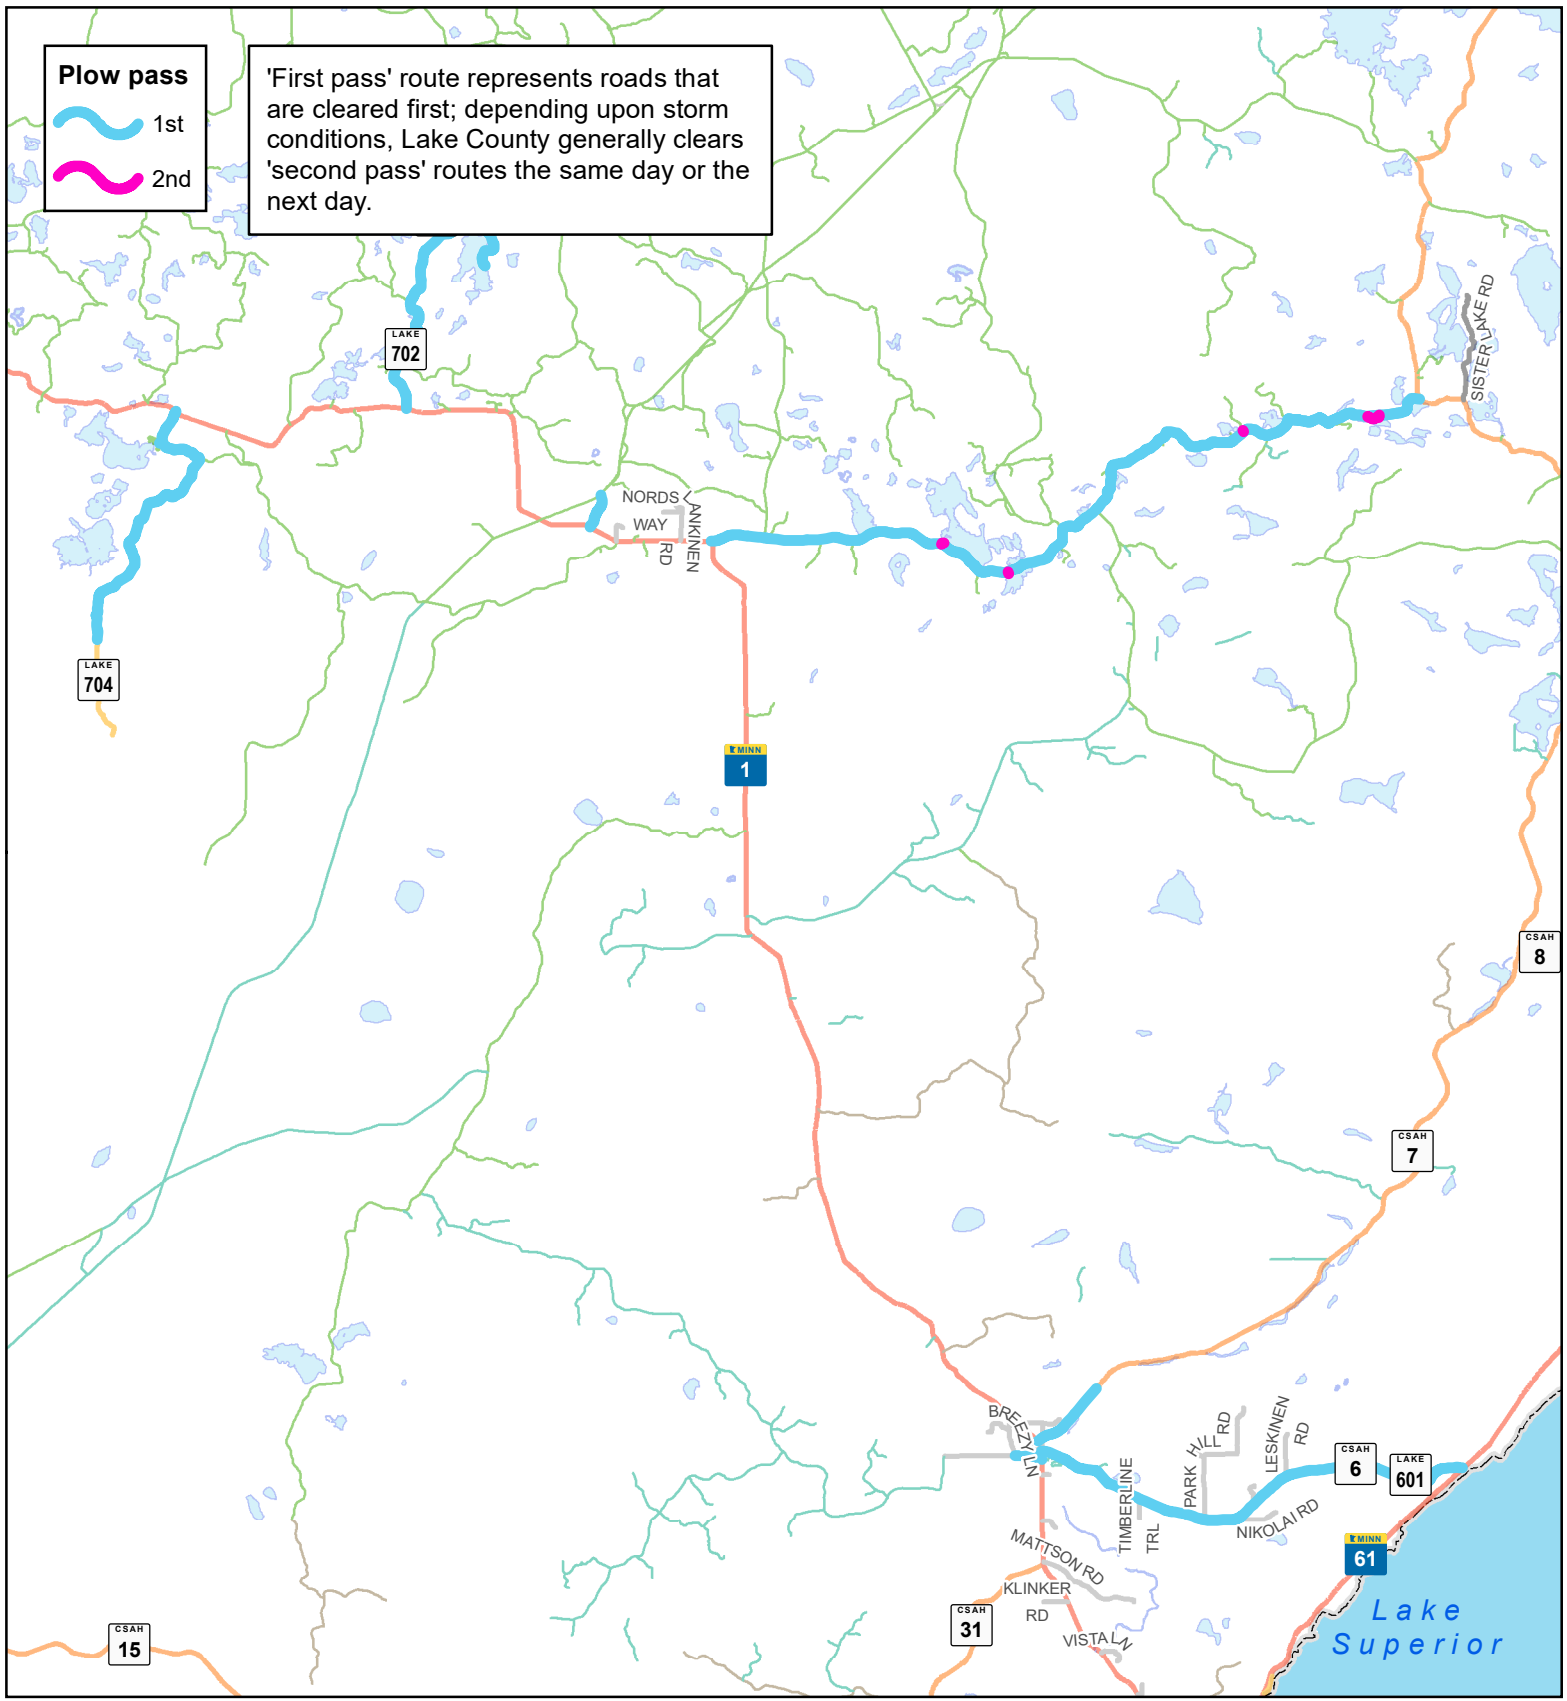 Plow pass
1st
2nd
'First pass' route represents roads that
are cleared first; depending upon storm
conditions, Lake County generally clears
'second pass' routes the same day or the
next day.
LAKE
702
SISTER LAKE RD
NORDS
WAY
LANKINEN
RD
LAKE
704
MINN
1
CSAH
8
CSAH
7
BREEZY LN
TIMBERLINE
TRL
PARK HILL RD
LESKINEN
RD
CSAH
6
LAKE
601
NIKOLAI RD
MINN
61
MATTSON RD
KLINKER
RD
CSAH
31
VISTA LN
CSAH
15
Lake
Superior